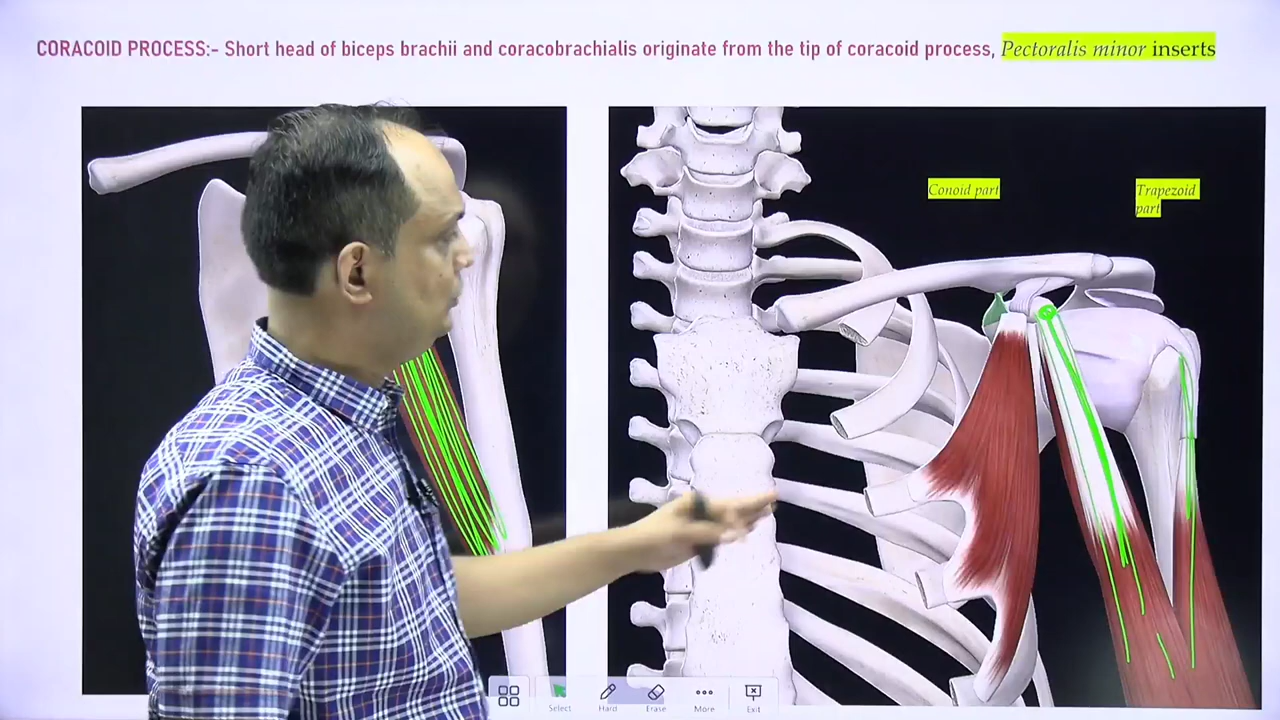 CORACOID PROCESS:- Short head of biceps brachii and coracobrachialis originate from the tip of coracoid process, Pectoralis minor inserts
Conoid part
Trapezoid
part
Select
Hard
Erase
More
Exit